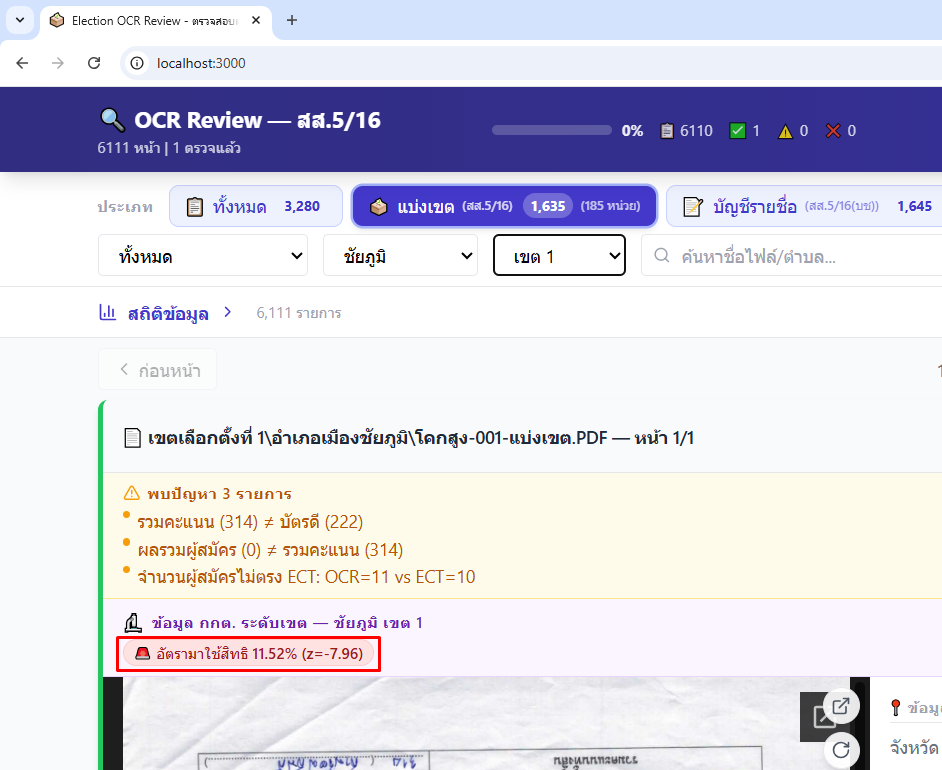 Election OCR Review - ตรวจสอบ
localhost:3000
OCR Review — สส.5/16
6111 หน้า | 1 ตรวจแล้ว
0% 6110 1 0 0
ประเภท ทั้งหมด 3,280 แบ่งเขต (สส.5/16) 1,635 (185 หน่วย) บัญชีรายชื่อ (สส.5/16(บช)) 1,645
ทั้งหมด ชัยภูมิ เขต 1 ค้นหาชื่อไฟล์/ตำบล...
สถิติข้อมูล 6,111 รายการ
ก่อนหน้า 1
เขตเลือกตั้งที่ 1\อำเภอเมืองชัยภูมิ\โคกสูง-001-แบ่งเขต.PDF — หน้า 1/1
พบปัญหา 3 รายการ
รวมคะแนน (314) ≠ บัตรดี (222)
ผลรวมผู้สมัคร (0) ≠ รวมคะแนน (314)
จำนวนผู้สมัครไม่ตรง ECT: OCR=11 vs ECT=10
ข้อมูล กกต. ระดับเขต — ชัยภูมิ เขต 1
อัตรามาใช้สิทธิ 11.52% (z=-7.96)
ข้อมูล
จังหวัด